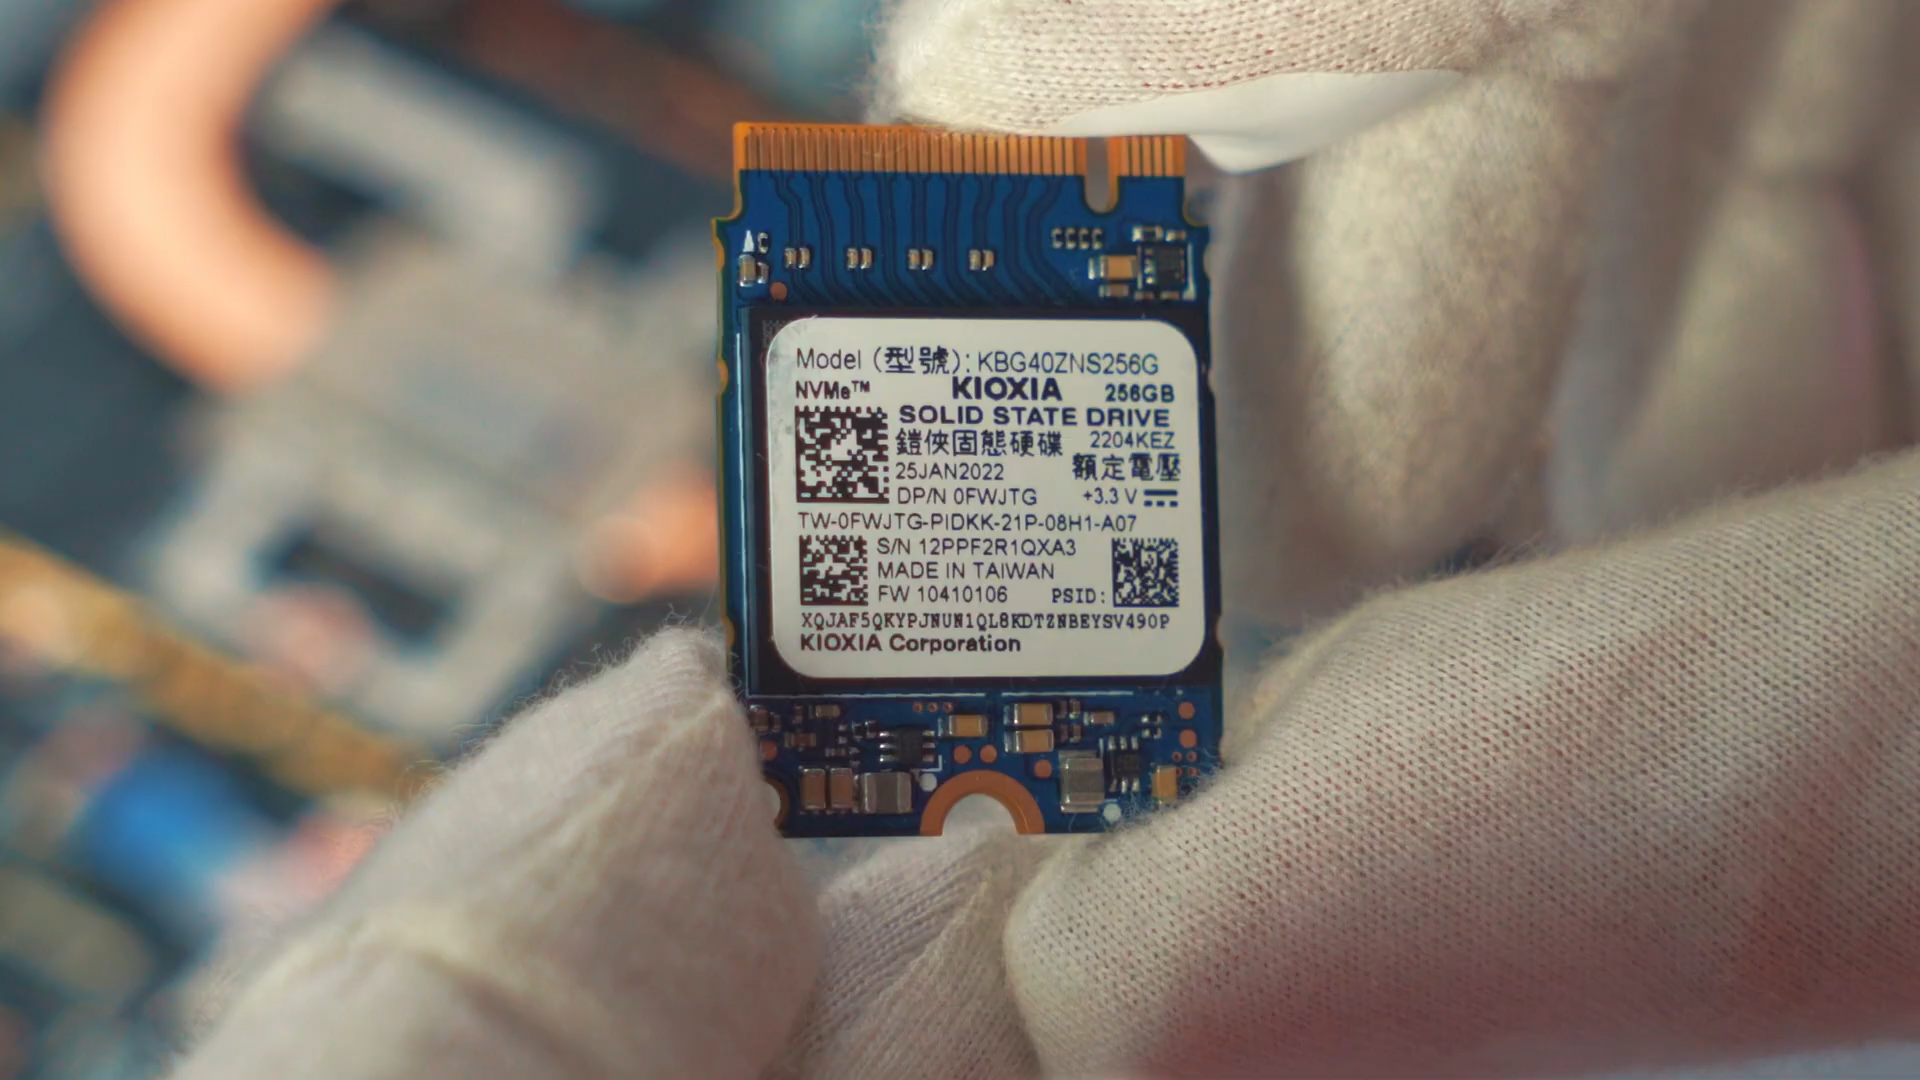 Model (型號): KBG40ZNS256G
NVMe™ KIOXIA 256GB
SOLID STATE DRIVE
鎧俠固態硬碟 2204KEZ
25JAN2022 額定電壓
DP/N 0FWJTG +3.3 V
TW-0FWJTG-PIDKK-21P-08H1-A07
S/N 12PPF2R1QXA3
MADE IN TAIWAN
FW 10410106 PSID:
XQJAF5QKYPJNUN1QL8KDTZNBEYSV490P
KIOXIA Corporation